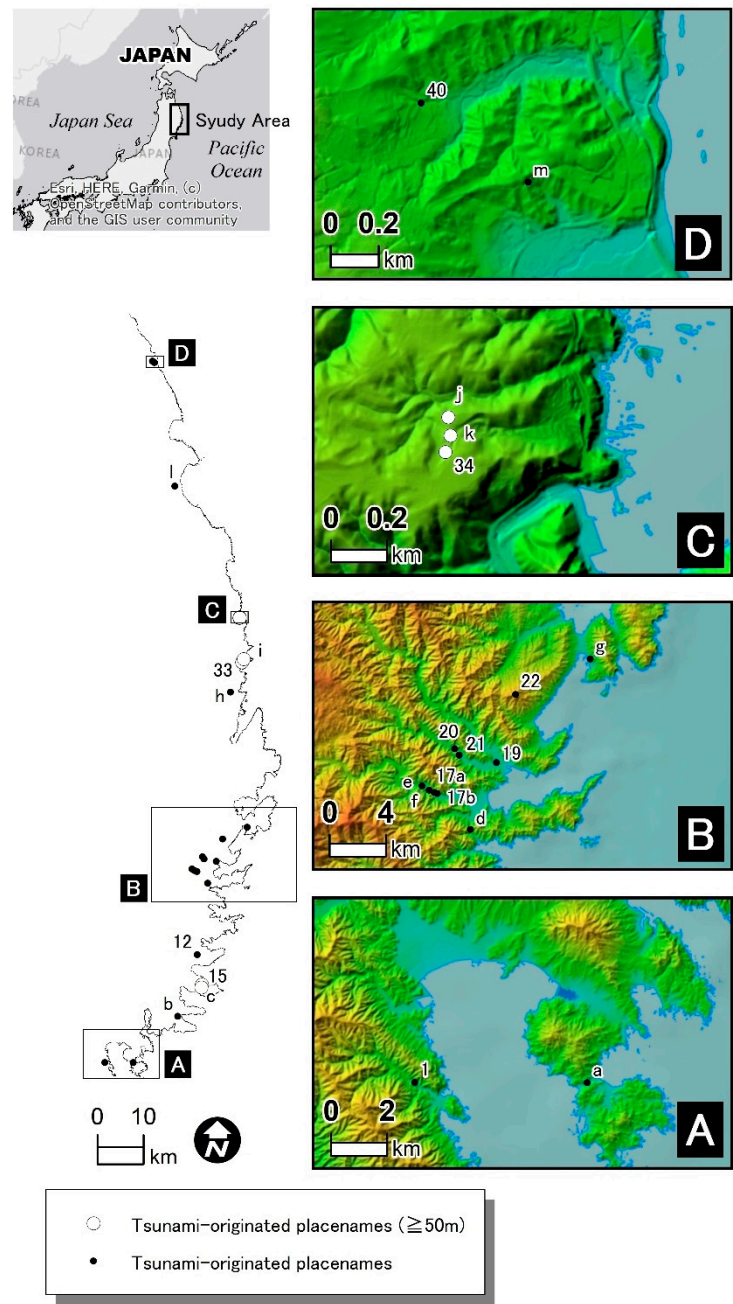 JAPAN
OREA
Japan Sea
Syudy Area
KOREA
JAPAN
Pacific
Ocean
Esri, HERE, Garmin, (c)
OpenStreetMap contributors,
and the GIS user community
40
m
0 0.2
km
D
D
l
C
i
33
h
B
12
15
c
b
A
0 10
km
N
j
k
34
0 0.2
km
C
g
22
20
21
19
17a
e
f
17b
d
0 4
km
B
1
a
0 2
km
A
Tsunami-originated placenames (≧50m)
Tsunami-originated placenames